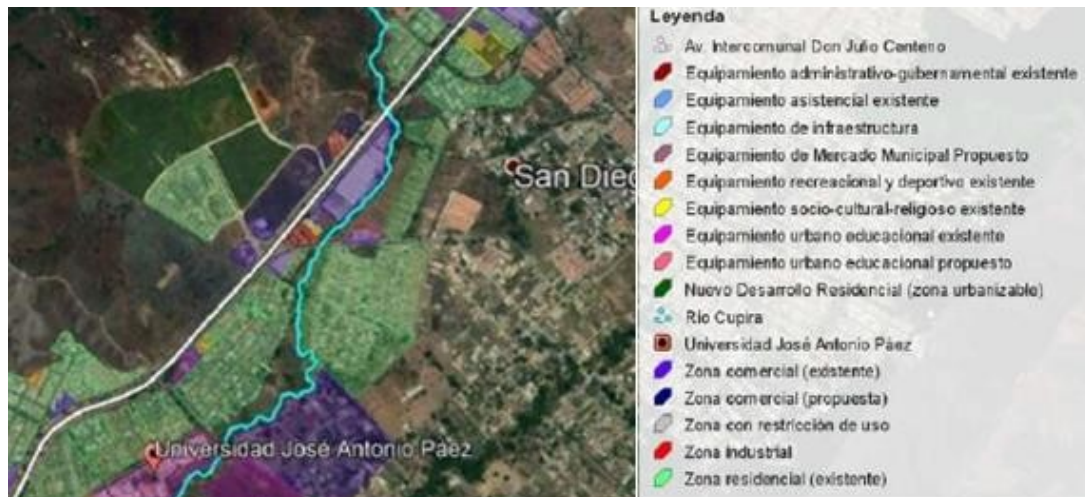 San Dieg
Universidad José Antonio Páez
Leyenda
Av. Intercomunal Don Julio Centeno
Equipamiento administrativo-gubernamental existente
Equipamiento asistencial existente
Equipamiento de infraestructura
Equipamiento de Mercado Municipal Propuesto
Equipamiento recreacional y deportivo existente
Equipamiento socio-cultural-religioso existente
Equipamiento urbano educacional existente
Equipamiento urbano educacional propuesto
Nuevo Desarrollo Residencial (zona urbanizable)
Río Cupira
Universidad José Antonio Páez
Zona comercial (existente)
Zona comercial (propuesta)
Zona con restricción de uso
Zona industrial
Zona residencial (existente)